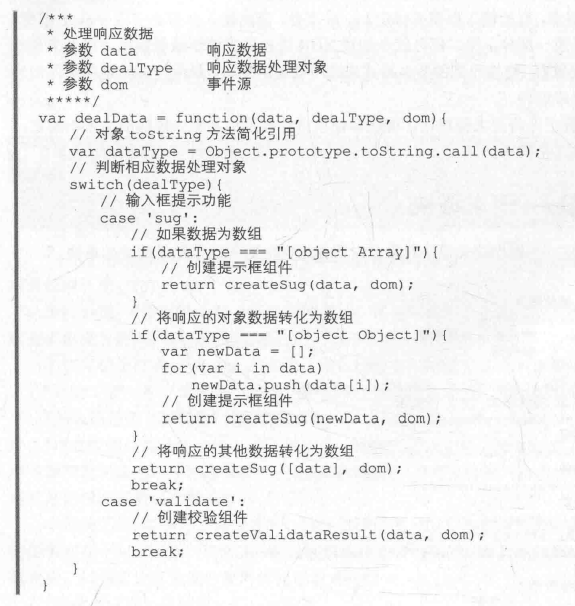 /***
 * 处理响应数据
 * 参数 data          响应数据
 * 参数 dealType      响应数据处理对象
 * 参数 dom           事件源
 *****/
var dealData = function(data, dealType, dom){
    // 对象 toString 方法简化引用
    var dataType = Object.prototype.toString.call(data);
    // 判断相应数据处理对象
    switch(dealType){
        // 输入框提示功能
        case 'sug':
            // 如果数据为数组
            if(dataType === "[object Array]"){
                // 创建提示框组件
                return createSug(data, dom);
            }
            // 将响应的对象数据转化为数组
            if(dataType === "[object Object]"){
                var newData = [];
                for(var i in data)
                    newData.push(data[i]);
                // 创建提示框组件
                return createSug(newData, dom);
            }
            // 将响应的其他数据转化为数组
            return createSug([data], dom);
            break;
        case 'validate':
            // 创建校验组件
            return createValidataResult(data, dom);
            break;
    }
}